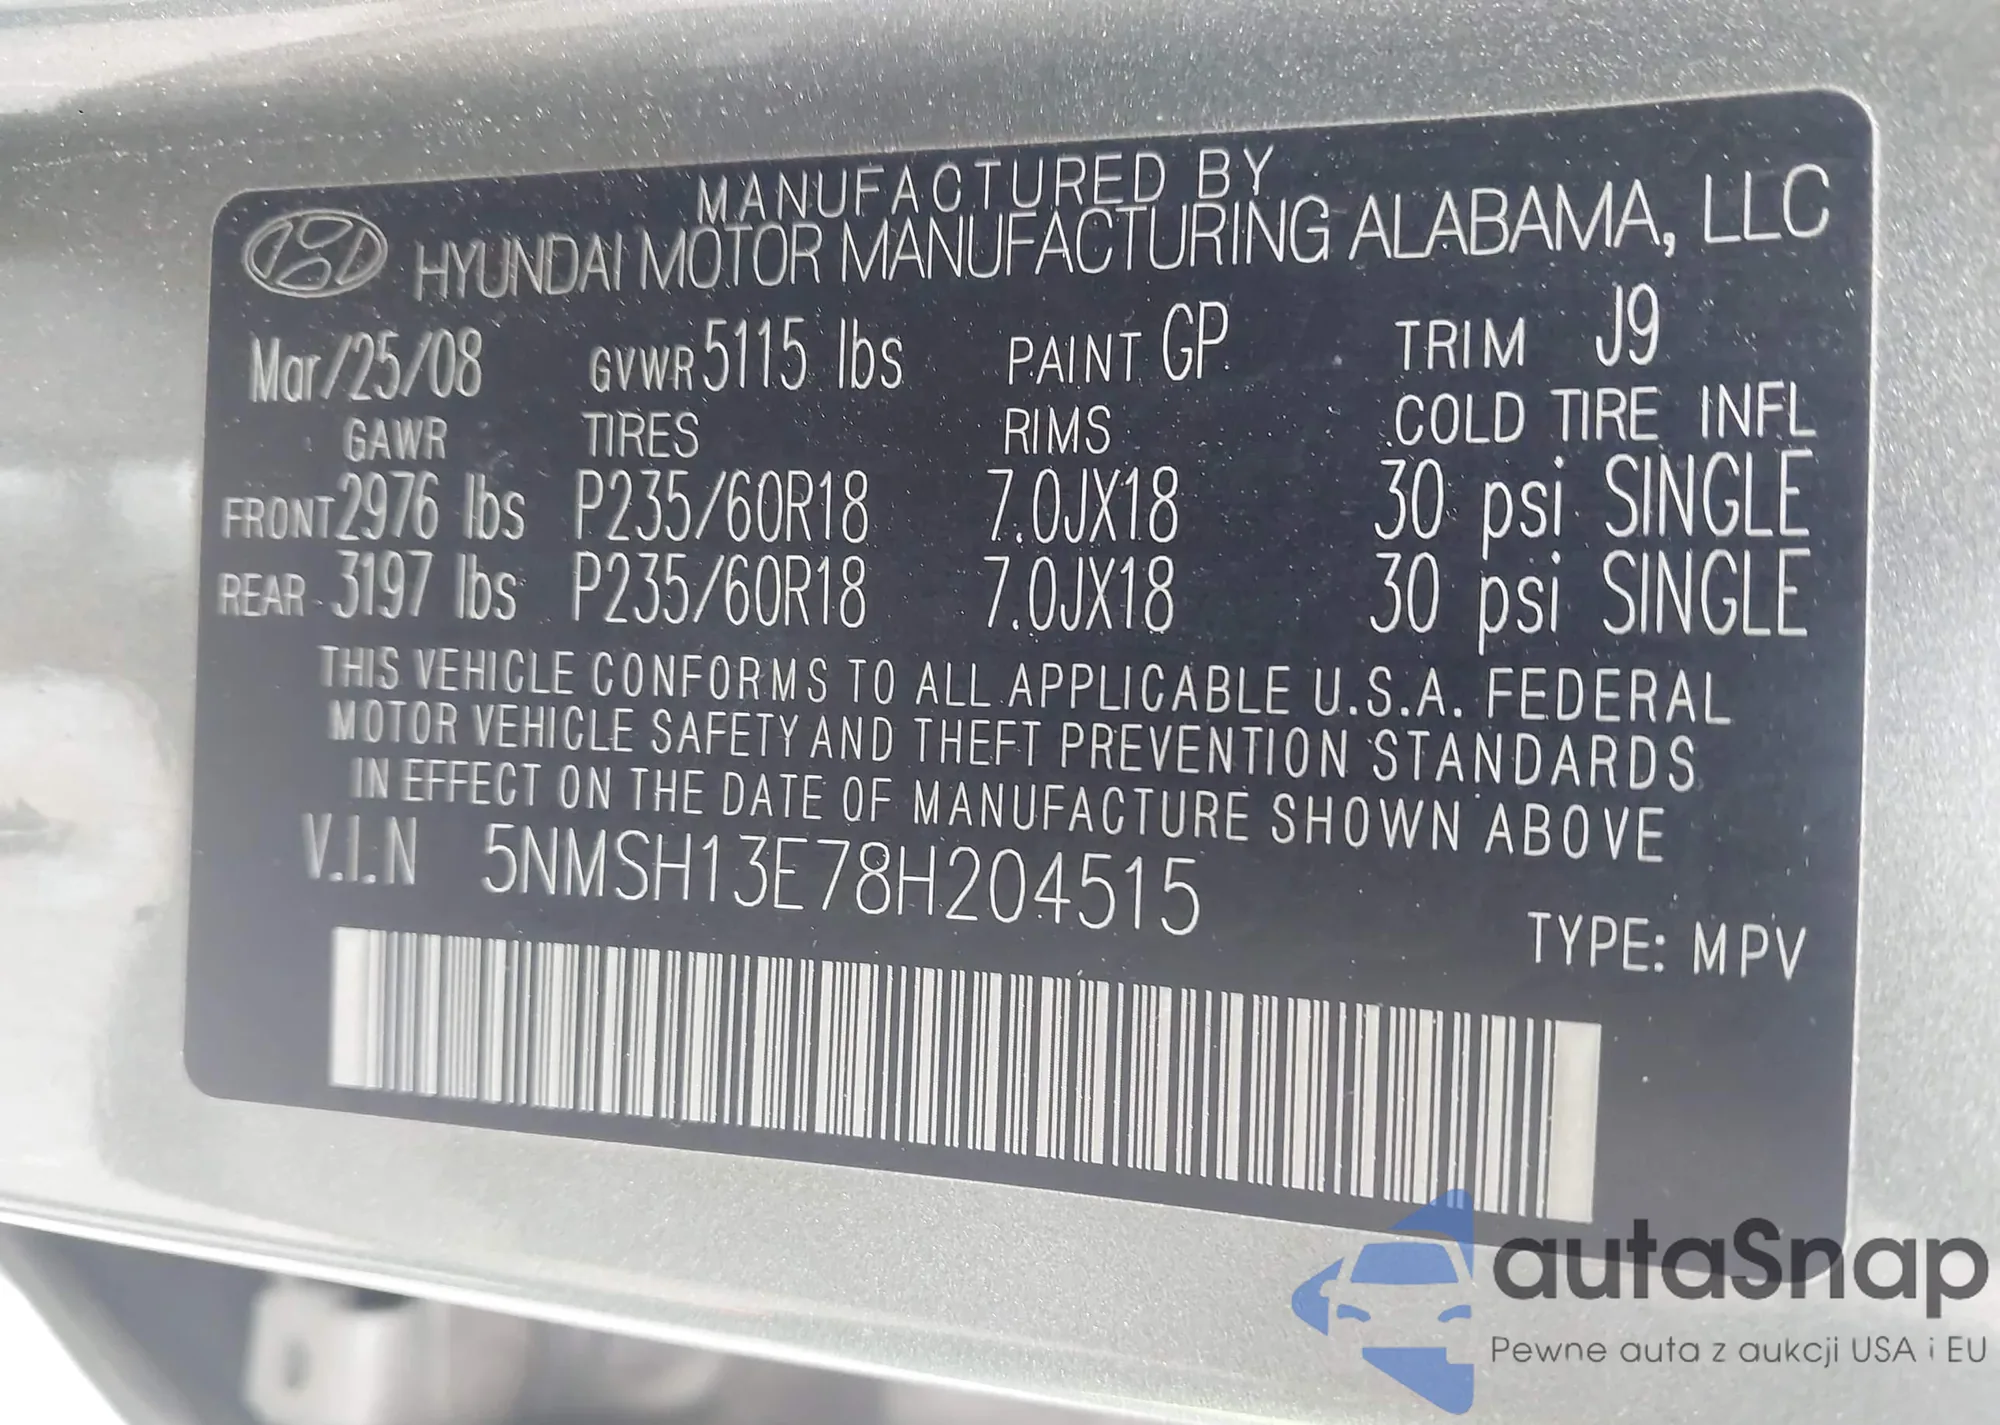 MANUFACTURED BY
HYUNDAI MOTOR MANUFACTURING ALABAMA, LLC
Mar/25/08 GVWR 5115 lbs PAINT GP TRIM J9
GAWR TIRES RIMS COLD TIRE INFL
FRONT 2976 lbs P235/60R18 7.0JX18 30 psi SINGLE
REAR 3197 lbs P235/60R18 7.0JX18 30 psi SINGLE
THIS VEHICLE CONFORMS TO ALL APPLICABLE U.S.A. FEDERAL
MOTOR VEHICLE SAFETY AND THEFT PREVENTION STANDARDS
IN EFFECT ON THE DATE OF MANUFACTURE SHOWN ABOVE
V.I.N 5NMSH13E78H204515
TYPE: MPV
autaSnap
Pewne auta z aukcji USA i EU